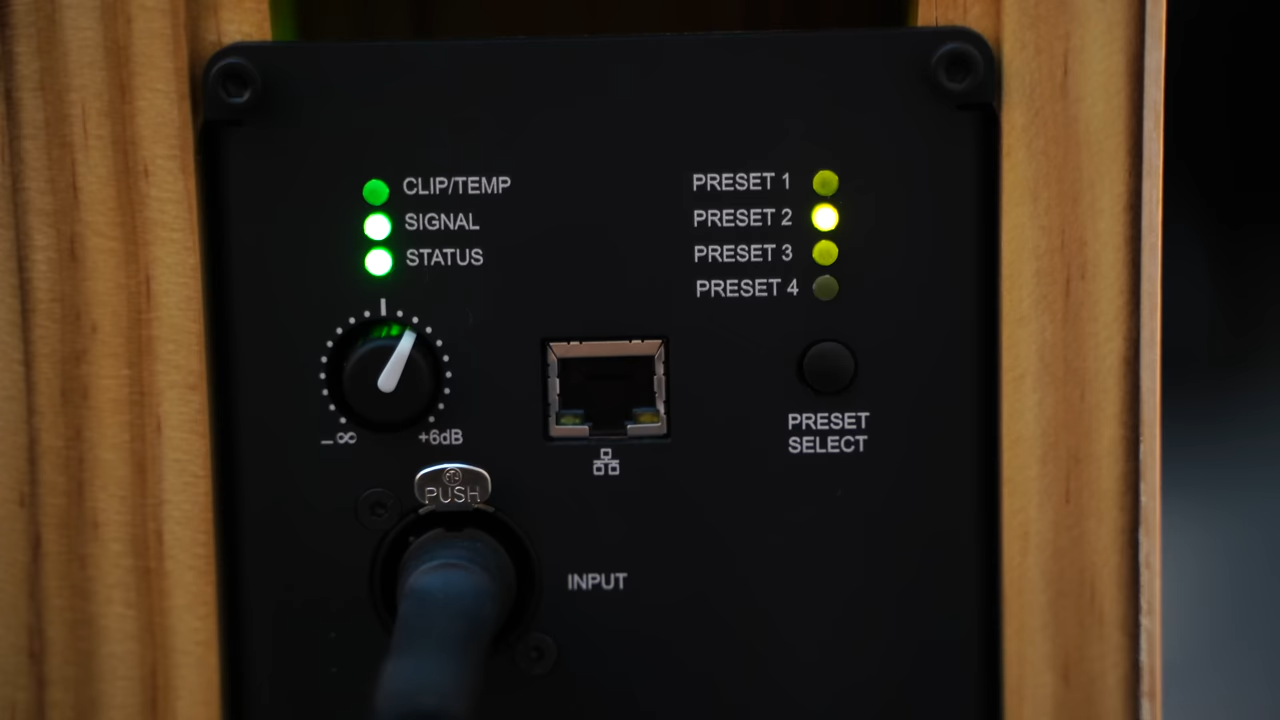 CLIP/TEMP
SIGNAL
STATUS
PRESET 1
PRESET 2
PRESET 3
PRESET 4
−∞
+6dB
PRESET
SELECT
PUSH
INPUT